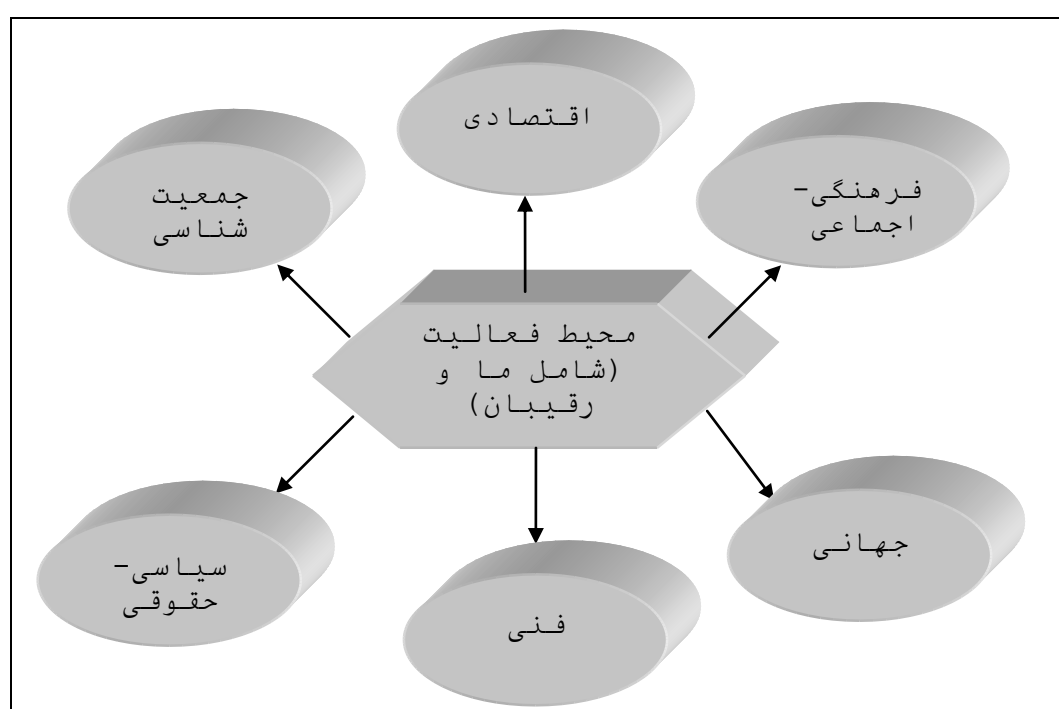 اقتصادی
فرهنگی-
اجماعی
جمعیت
شناسی
محیط فعالیت
(شامل ما و
رقیبان)
جهانی
سیاسی-
حقوقی
فنی